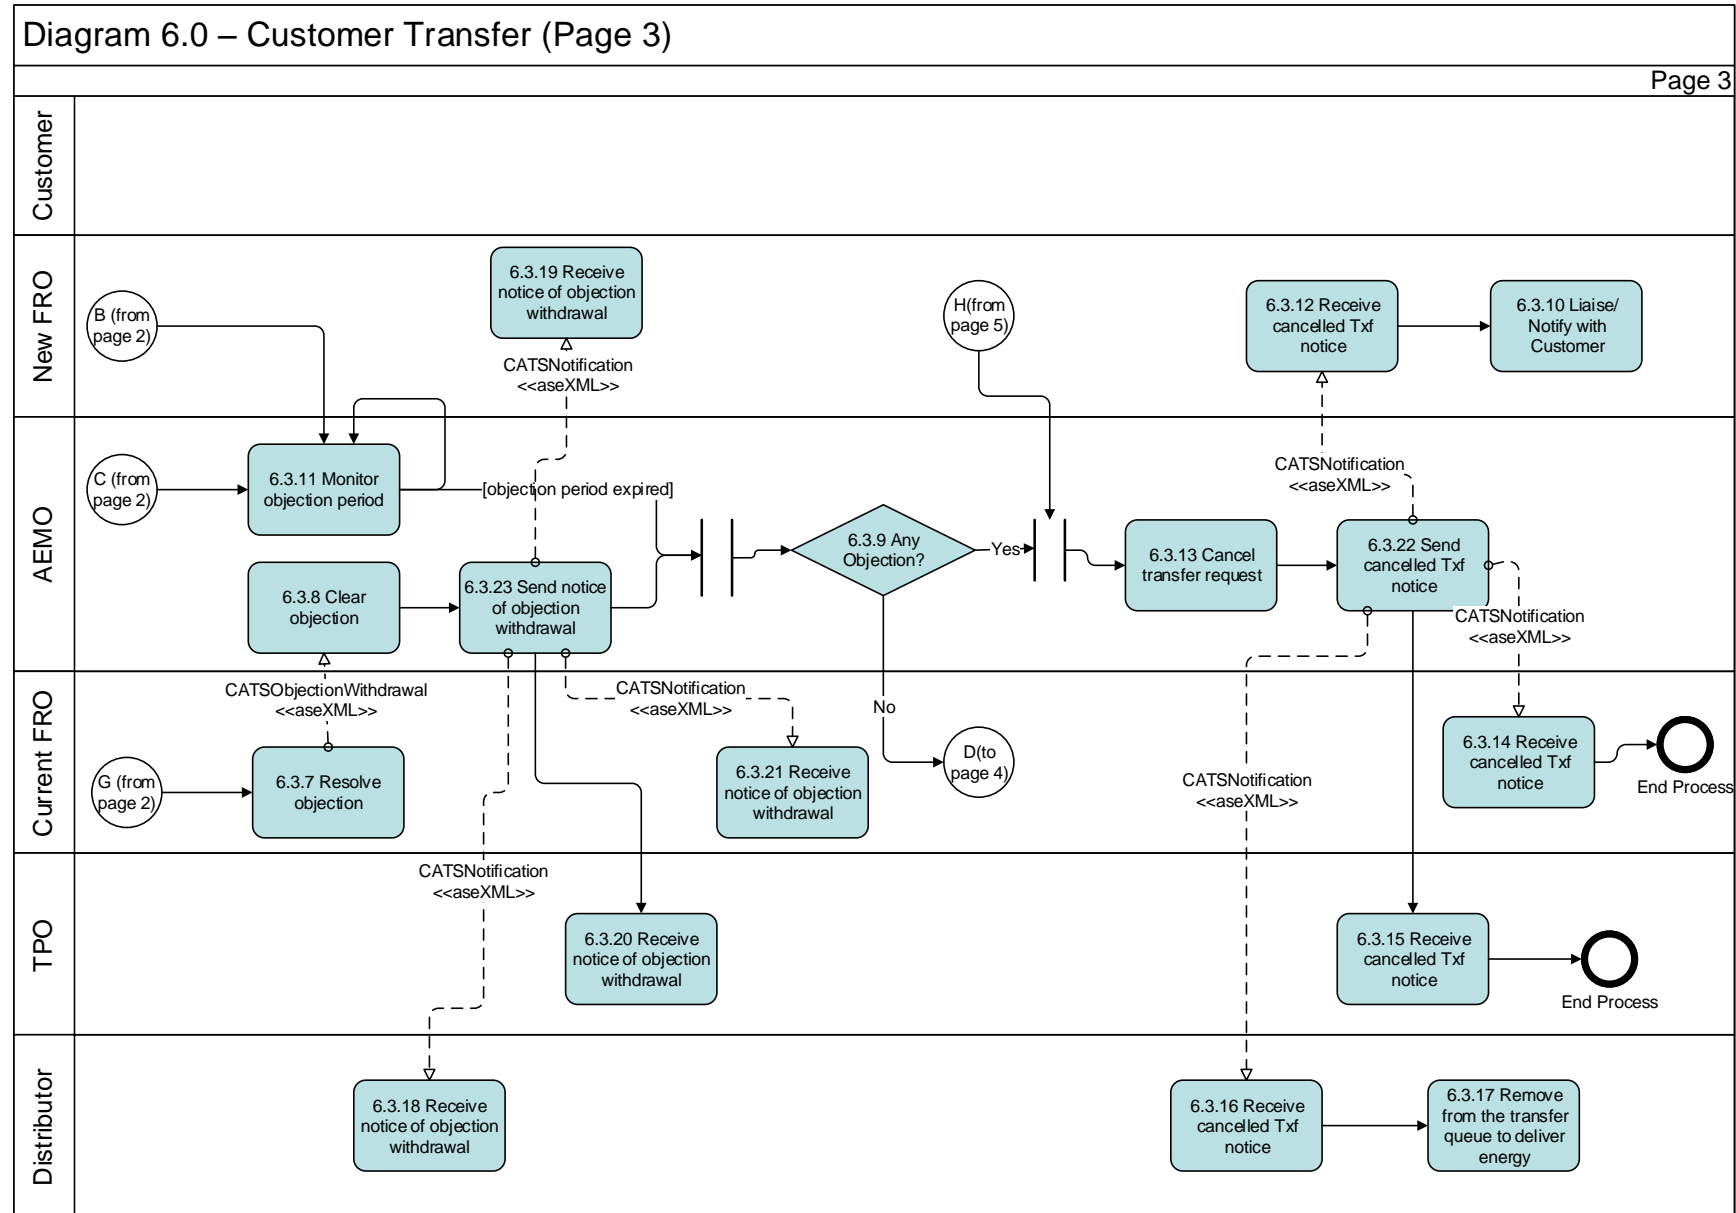 Diagram 6.0 – Customer Transfer (Page 3)
Page 3
Customer
New FRO
B (from
page 2)
6.3.19 Receive
notice of objection
withdrawal
CATSNotification
<<aseXML>>
H(from
page 5)
6.3.12 Receive
cancelled Txf
notice
6.3.10 Liaise/
Notify with
Customer
AEMO
C (from
page 2)
6.3.11 Monitor
objection period
[objection period expired]
6.3.8 Clear
objection
6.3.23 Send notice
of objection
withdrawal
6.3.9 Any
Objection?
Yes
No
6.3.13 Cancel
transfer request
CATSNotification
<<aseXML>>
6.3.22 Send
cancelled Txf
notice
CATSNotification
<<aseXML>>
Current FRO
CATSObjectionWithdrawal
<<aseXML>>
G (from
page 2)
6.3.7 Resolve
objection
CATSNotification
<<aseXML>>
6.3.21 Receive
notice of objection
withdrawal
D(to
page 4)
CATSNotification
<<aseXML>>
6.3.14 Receive
cancelled Txf
notice
End Process
TPO
CATSNotification
<<aseXML>>
6.3.20 Receive
notice of objection
withdrawal
6.3.15 Receive
cancelled Txf
notice
End Process
Distributor
6.3.18 Receive
notice of objection
withdrawal
6.3.16 Receive
cancelled Txf
notice
6.3.17 Remove
from the transfer
queue to deliver
energy